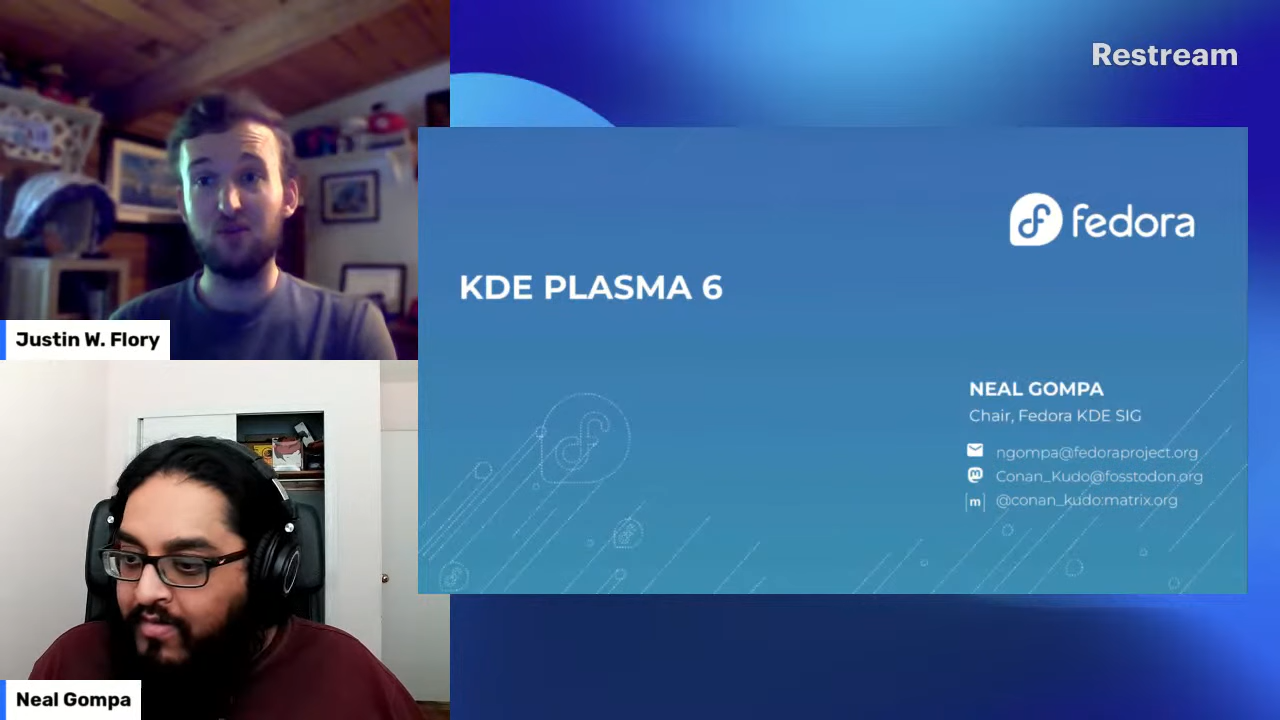 Restream
fedora
KDE PLASMA 6
NEAL GOMPA
Chair, Fedora KDE SIG
ngompa@fedoraproject.org
Conan_Kudo@fosstodon.org
[m] @conan_kudo:matrix.org
Justin W. Flory
Neal Gompa